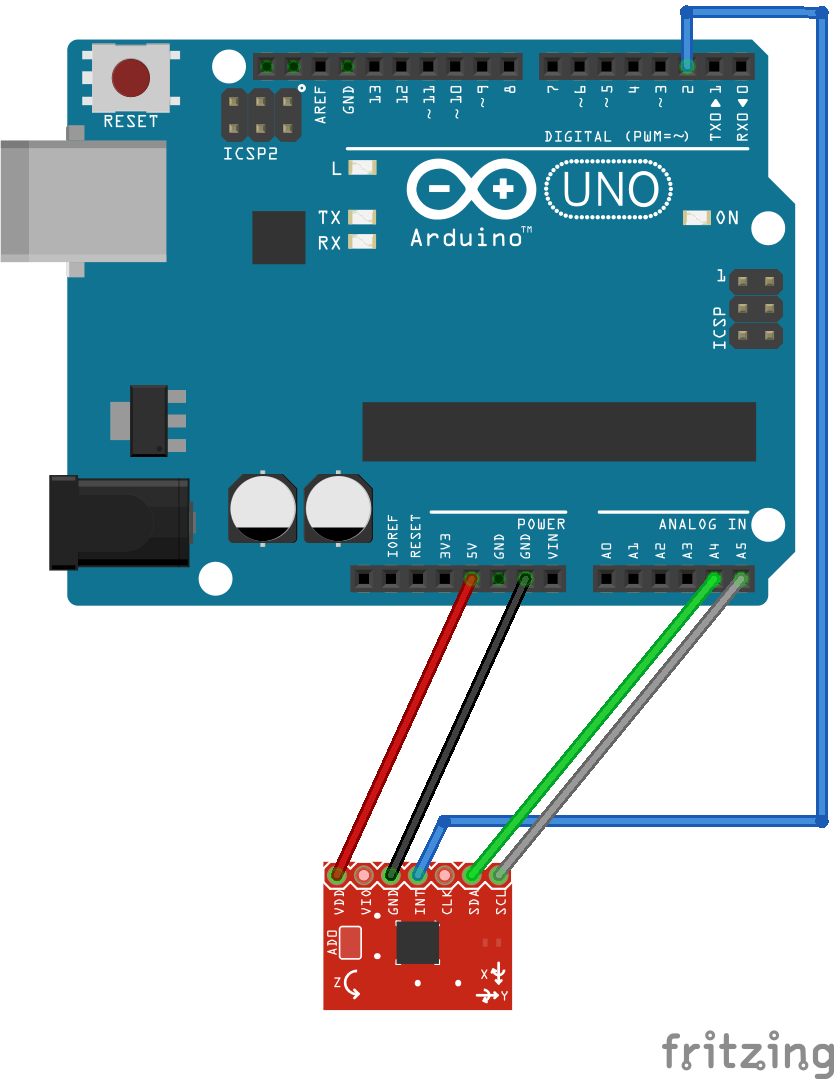 RESET
ICSP2
AREF
GND
13
12
~11
~10
~9
8
7
~6
~5
4
~3
2
TX0▶1
RX0◀0
DIGITAL (PWM=~)
L
TX
RX
Arduino™
UNO
ON
1
ICSP
IOREF
RESET
3V3
5V
GND
GND
VIN
POWER
A0
A1
A2
A3
A4
A5
ANALOG IN
VDD
VIO
GND
INT
CLK
SDA
SCL
AD0
Z
X
Y
fritzing